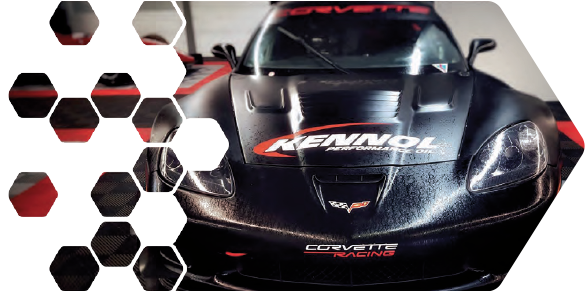 CORVETTE
KENNOL
PERFORMANCE OIL
CORVETTE
RACING